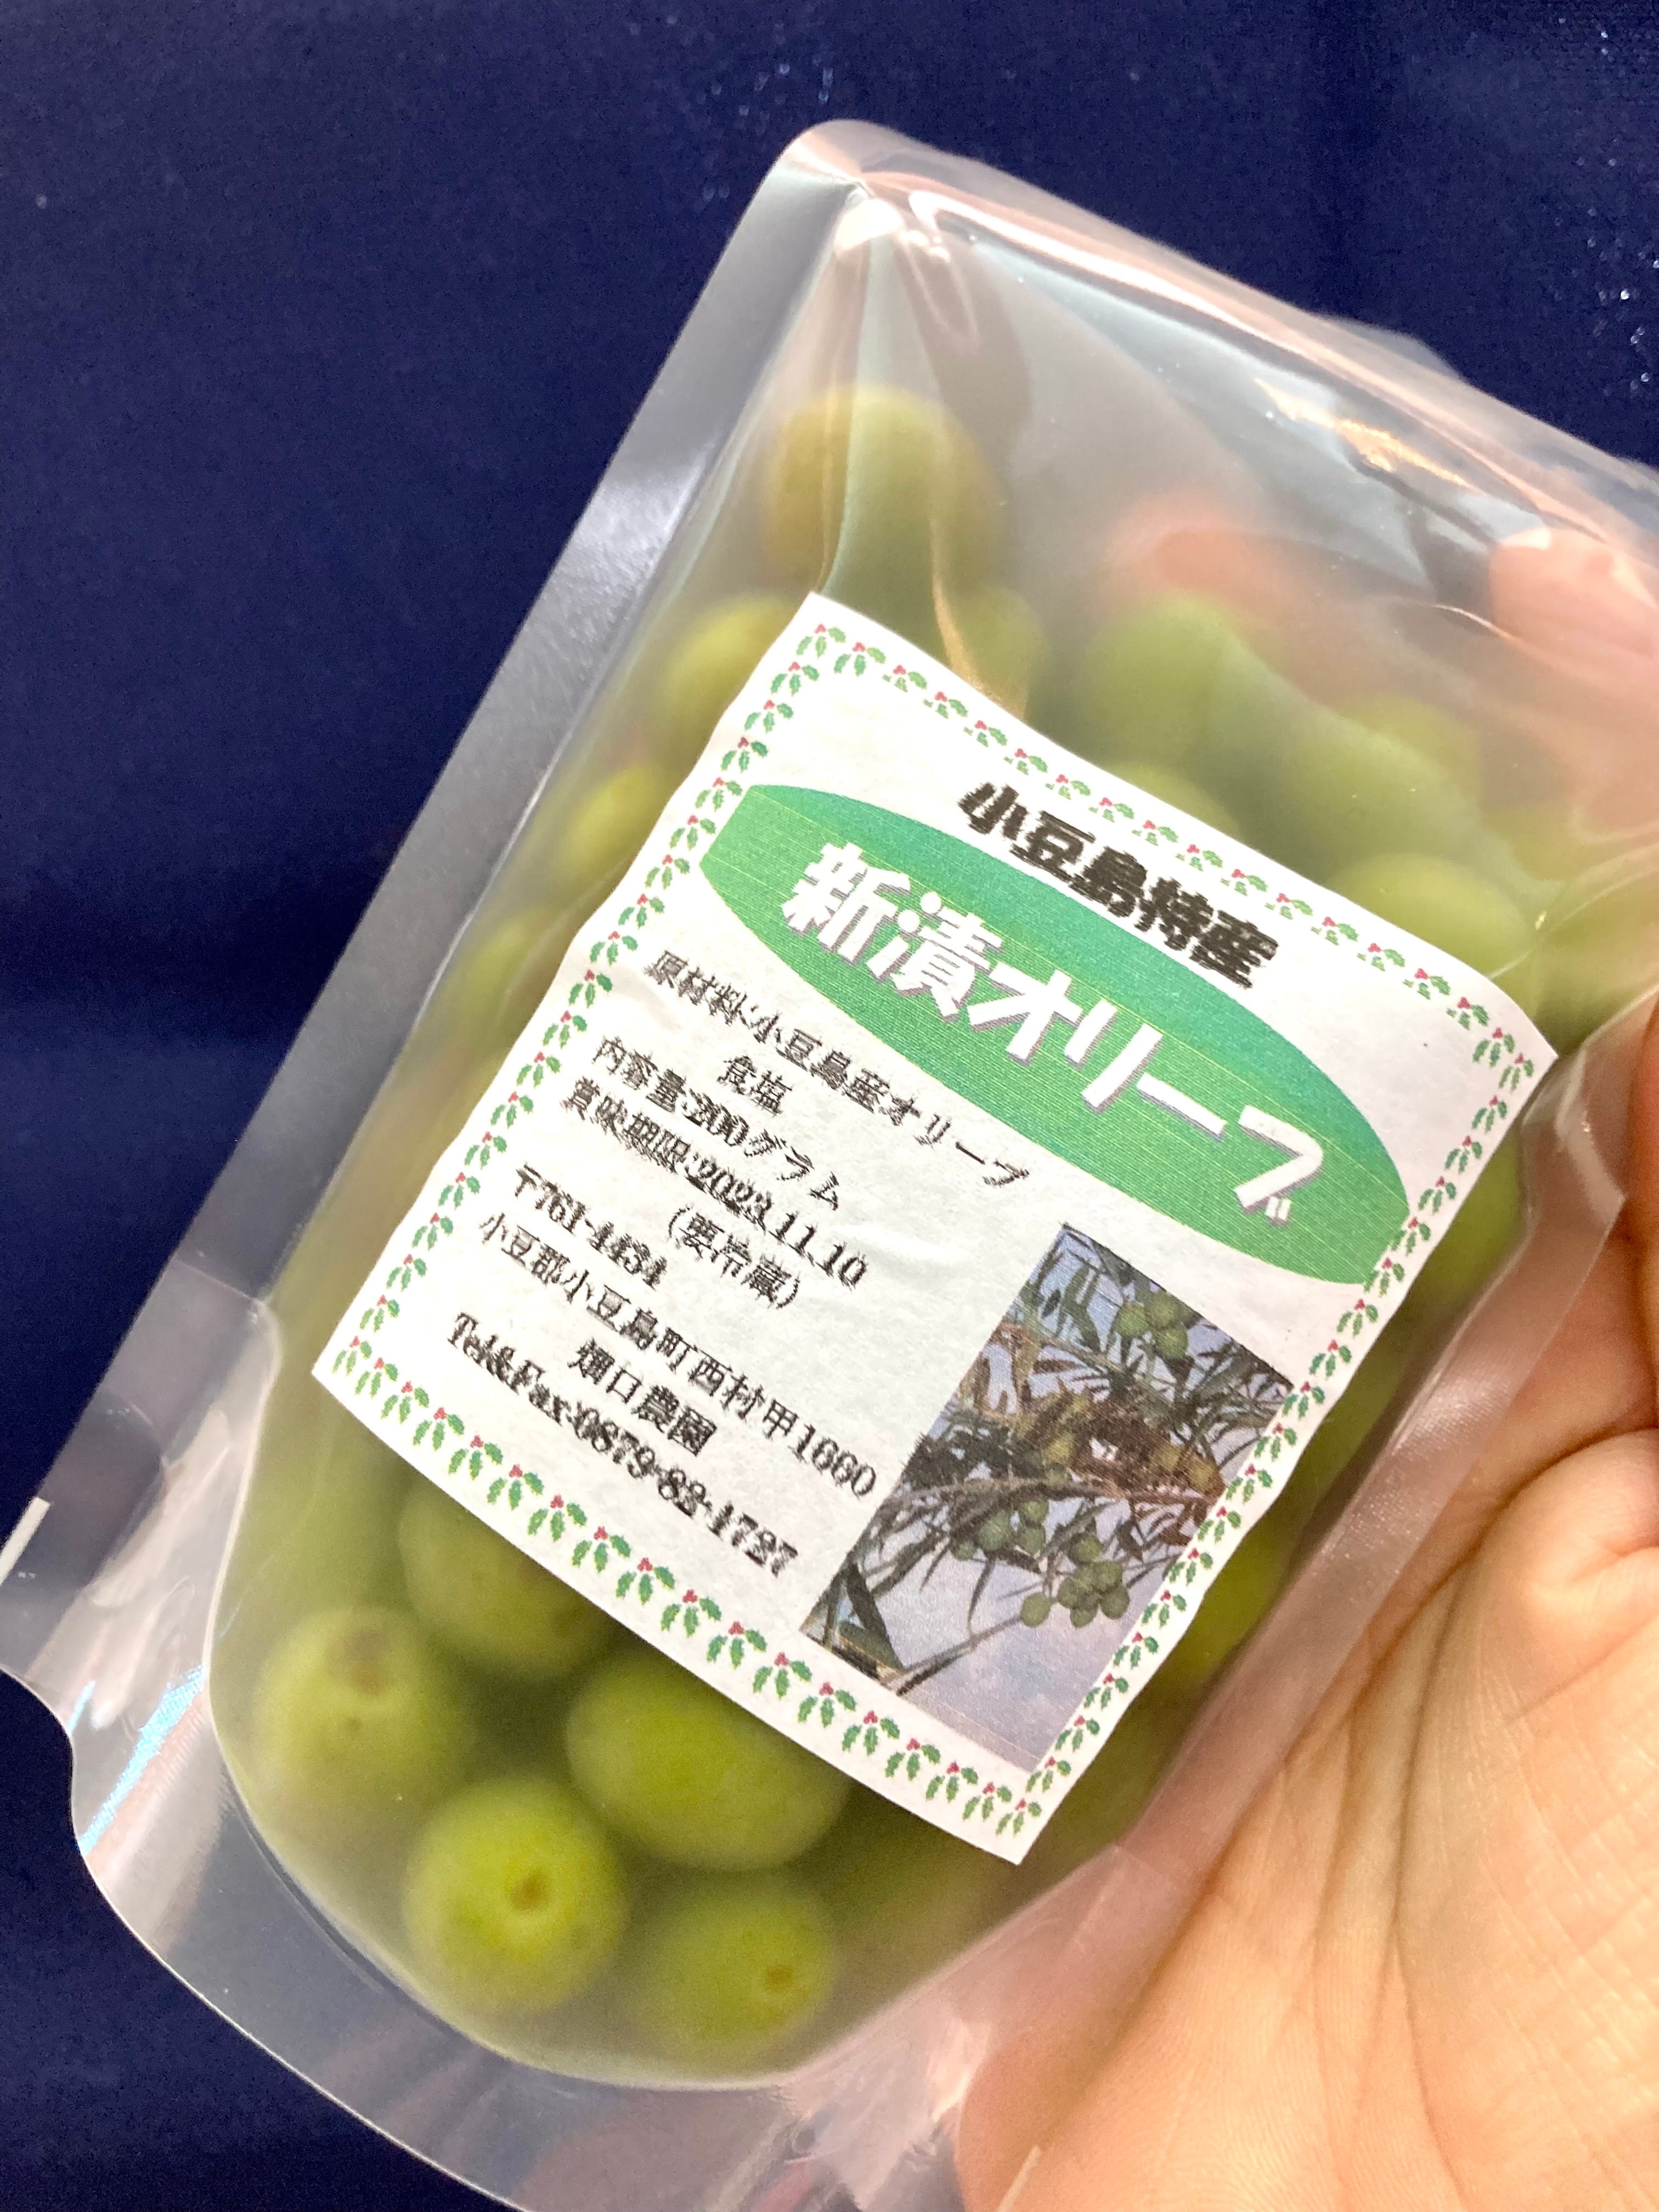 小豆島特産
新漬オリーブ
原材料:小豆島産オリーブ
食塩
内容量:200グラム
賞味期限:2023.11.10
(要冷蔵)
〒761-4434
小豆郡小豆島町西村甲1660
畑口農園
Tel&Fax:0879-82-1727